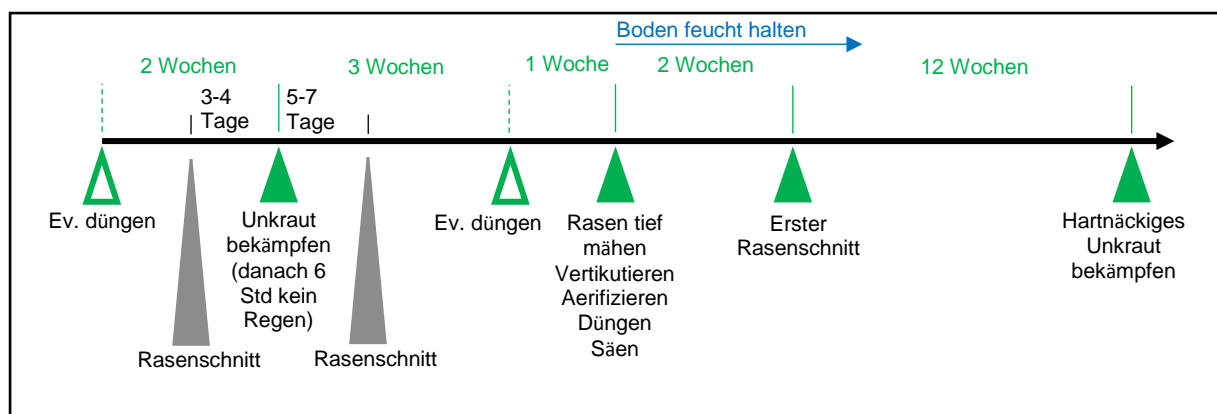 Boden feucht halten
2 Wochen
3 Wochen
1 Woche
2 Wochen
12 Wochen
3-4
Tage
5-7
Tage
Ev. düngen
Rasenschnitt
Unkraut
bekämpfen
(danach 6
Std kein
Regen)
Rasenschnitt
Ev. düngen
Rasen tief
mähen
Vertikutieren
Aerifizieren
Düngen
Säen
Erster
Rasenschnitt
Hartnäckiges
Unkraut
bekämpfen